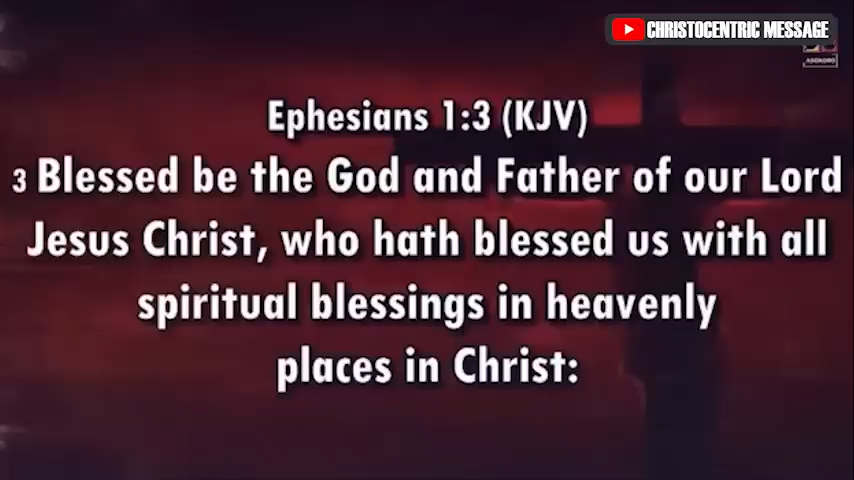 CHRISTOCENTRIC MESSAGE
ASOKORO
Ephesians 1:3 (KJV)
3 Blessed be the God and Father of our Lord
Jesus Christ, who hath blessed us with all
spiritual blessings in heavenly
places in Christ: